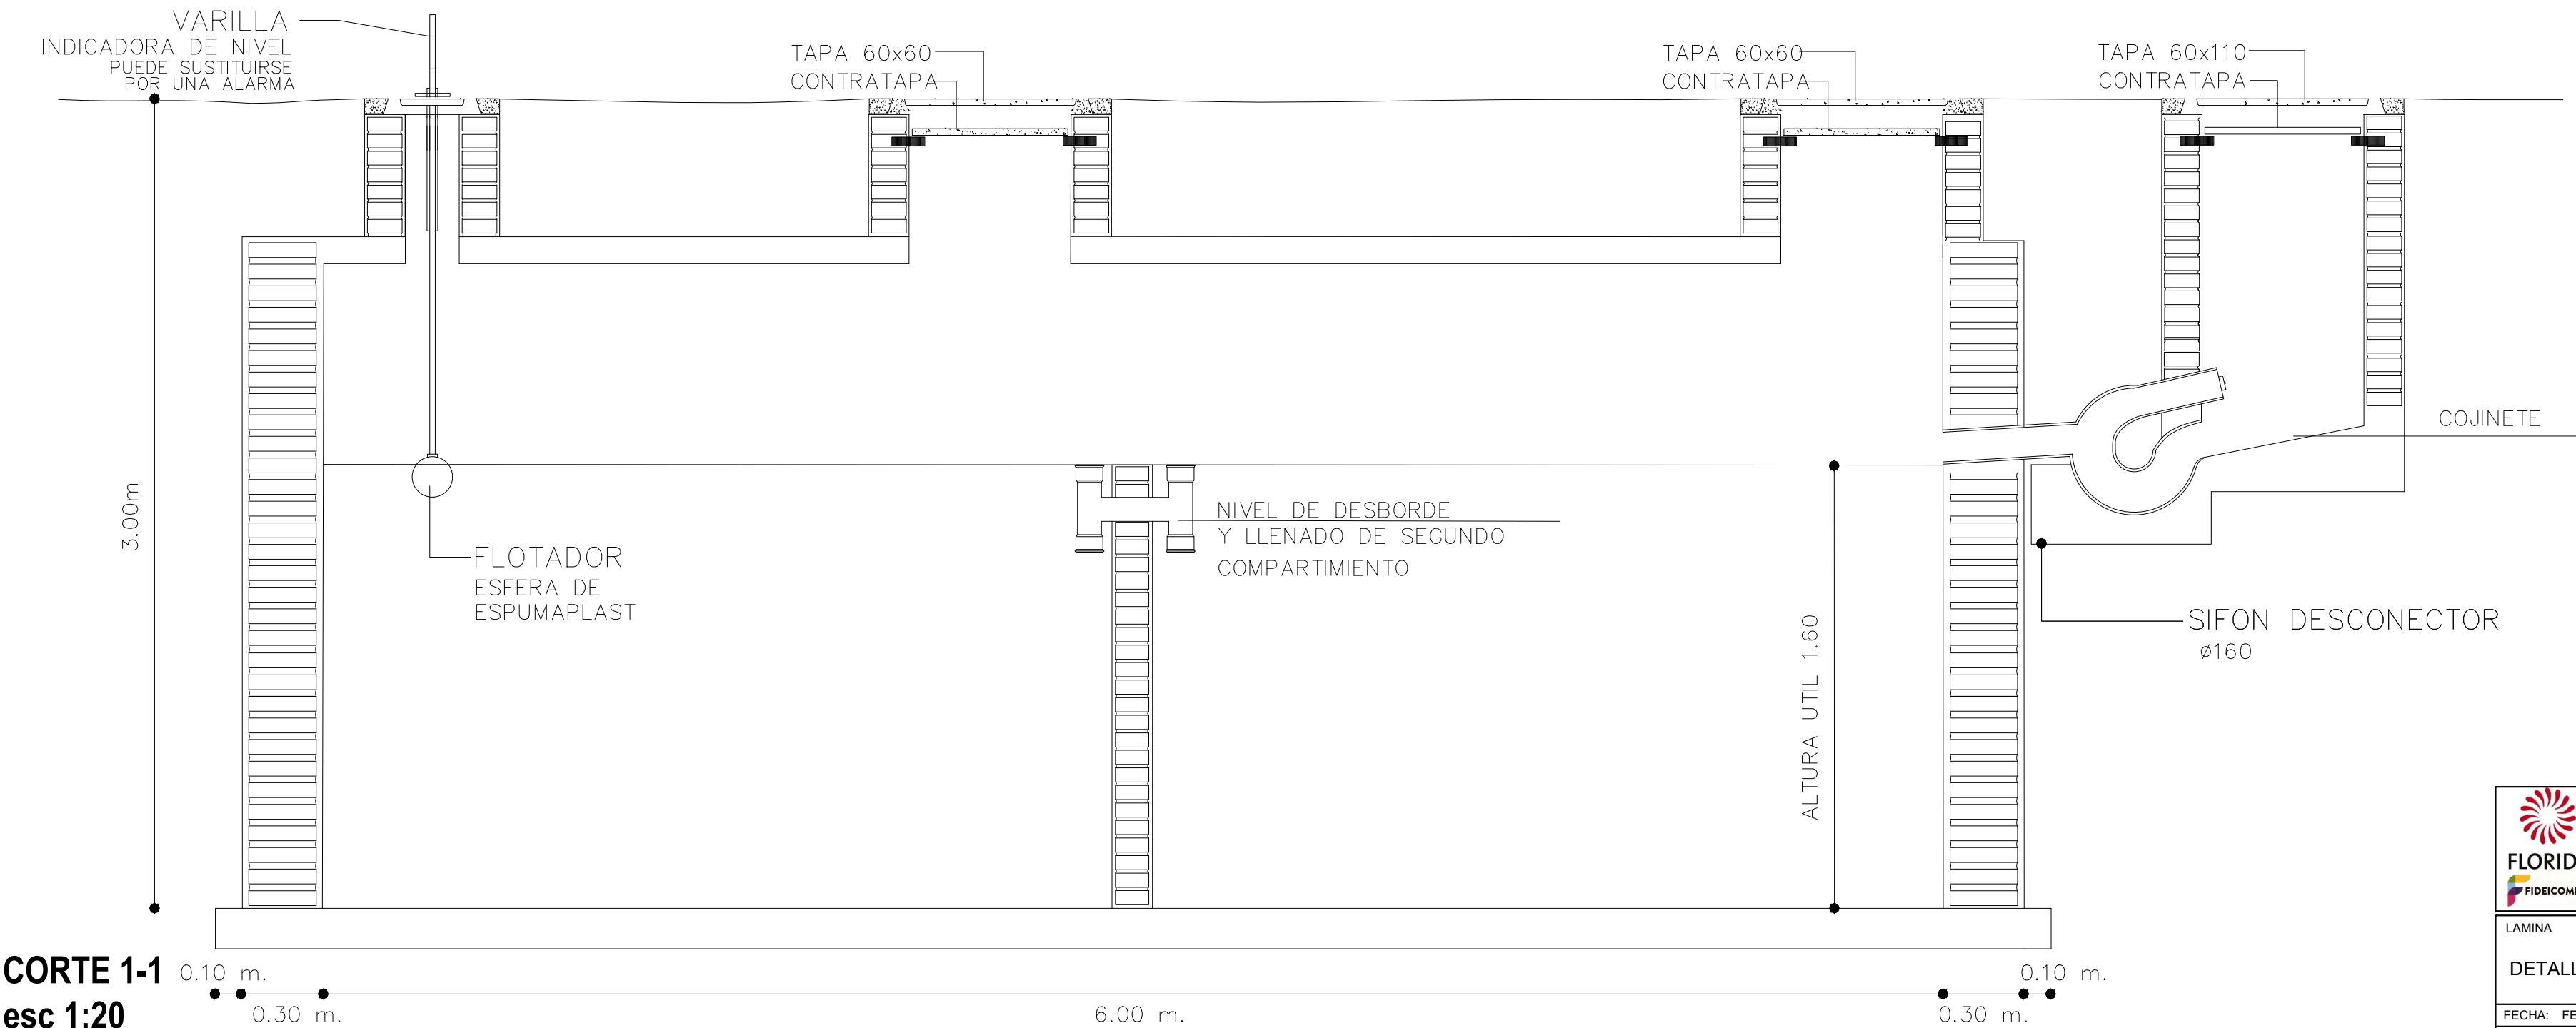 VARILLA
INDICADORA DE NIVEL
PUEDE SUSTITUIRSE
POR UNA ALARMA
TAPA 60x60
CONTRATAPA
TAPA 60x60
CONTRATAPA
TAPA 60x110
CONTRATAPA
COJINETE
3.00m
NIVEL DE DESBORDE
Y LLENADO DE SEGUNDO
COMPARTIMIENTO
FLOTADOR
ESFERA DE
ESPUMAPLAST
ALTURA UTIL 1.60
SIFON DESCONECTOR
ø160
FLORID
FIDEICOM
LAMINA
DETALL
FECHA: FE
CORTE 1-1
esc 1:20
0.10 m.
0.30 m.
6.00 m.
0.30 m.
0.10 m.